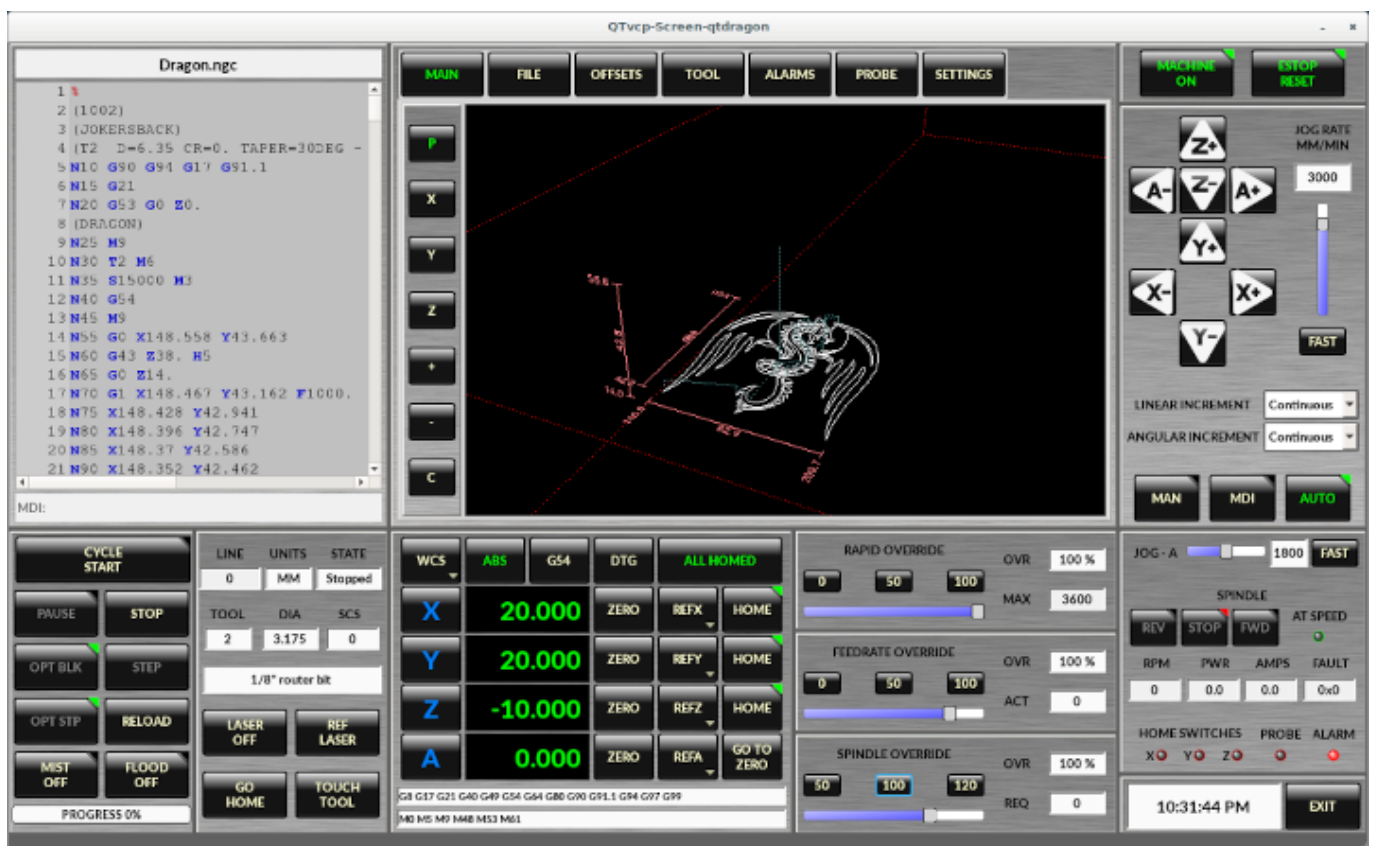 QTvcp-Screen-qtdragon
Dragon.ngc
1 %
2 (1002)
3 (JOKERSBACK)
4 (T2 D=6.35 CR=0. TAPER=30DEG -
5 N10 G90 G94 G17 G91.1
6 N15 G21
7 N20 G53 G0 Z0.
8 (DRAGON)
9 N25 M9
10 N30 T2 M6
11 N35 S15000 M3
12 N40 G54
13 N45 M9
14 N55 G0 X148.558 Y43.663
15 N60 G43 Z38. H5
16 N65 G0 Z14.
17 N70 G1 X148.467 Y43.162 F1000.
18 N75 X148.428 Y42.941
19 N80 X148.396 Y42.747
20 N85 X148.37 Y42.586
21 N90 X148.352 Y42.462
MDI:
MAIN FILE OFFSETS TOOL ALARMS PROBE SETTINGS
P
X
Y
Z
+
-
C
MACHINE ON
ESTOP RESET
JOG RATE
MM/MIN
3000
Z+
A- Z- A+
Y+
X- X+
Y-
FAST
LINEAR INCREMENT Continuous
ANGULAR INCREMENT Continuous
MAN MDI AUTO
CYCLE
START
PAUSE STOP
OPT BLK STEP
OPT STP RELOAD
MIST OFF FLOOD OFF
PROGRESS 0%
LINE UNITS STATE
0 MM Stopped
TOOL DIA SCS
2 3.175 0
1/8" router bit
LASER OFF REF LASER
GO HOME TOUCH TOOL
WCS ABS G54 DTG ALL HOMED
X 20.000 ZERO REFX HOME
Y 20.000 ZERO REFY HOME
Z -10.000 ZERO REFZ HOME
A 0.000 ZERO REFA GO TO ZERO
G8 G17 G21 G40 G49 G54 G64 G80 G90 G91.1 G94 G97 G99
M0 M5 M9 M48 M53 M61
RAPID OVERRIDE
OVR 100 %
0 50 100
MAX 3600
FEEDRATE OVERRIDE
OVR 100 %
0 50 100
ACT 0
SPINDLE OVERRIDE
OVR 100 %
50 100 120
REQ 0
JOG - A 1800 FAST
SPINDLE
REV STOP FWD AT SPEED
RPM PWR AMPS FAULT
0 0.0 0.0 0x0
HOME SWITCHES PROBE ALARM
X Y Z
10:31:44 PM EXIT